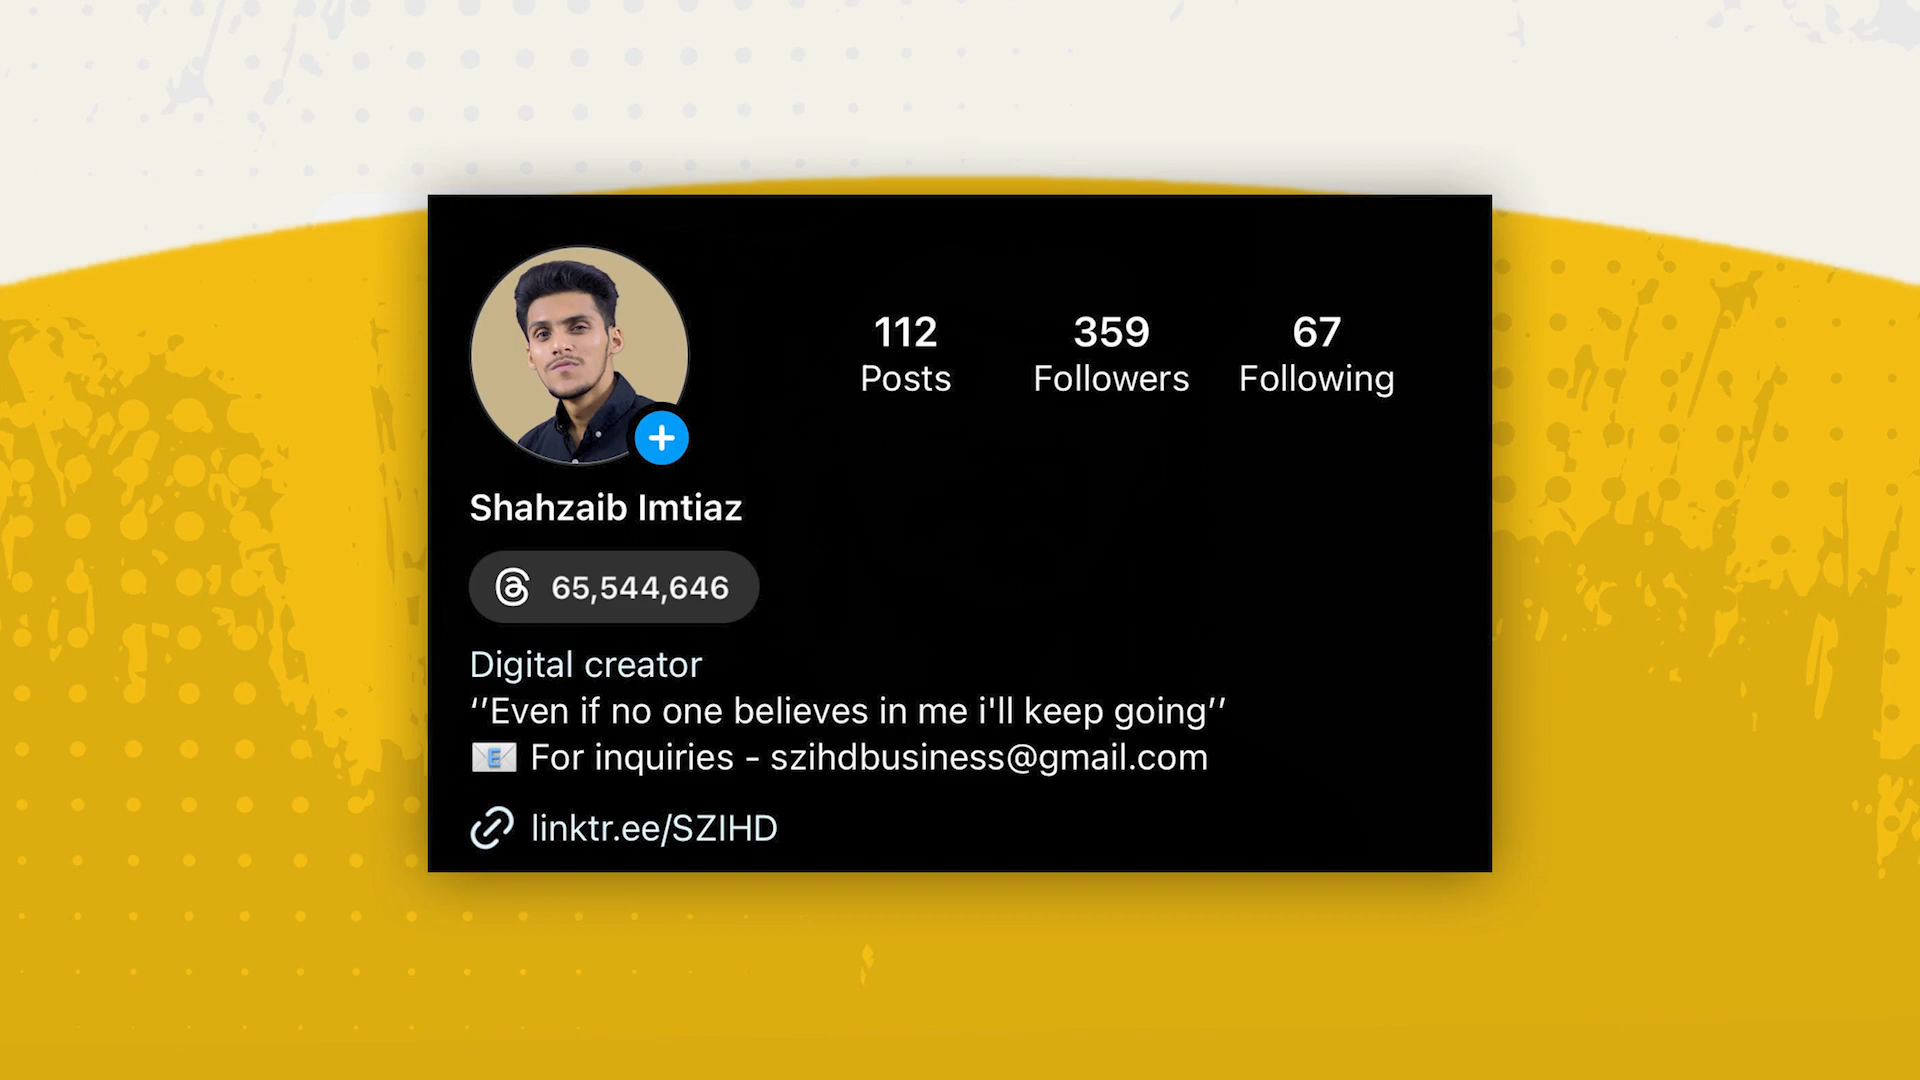 112 359 67
Posts Followers Following
Shahzaib Imtiaz
65,544,646
Digital creator
‘’Even if no one believes in me i'll keep going’’
📧 For inquiries - szihdbusiness@gmail.com
linktr.ee/SZIHD